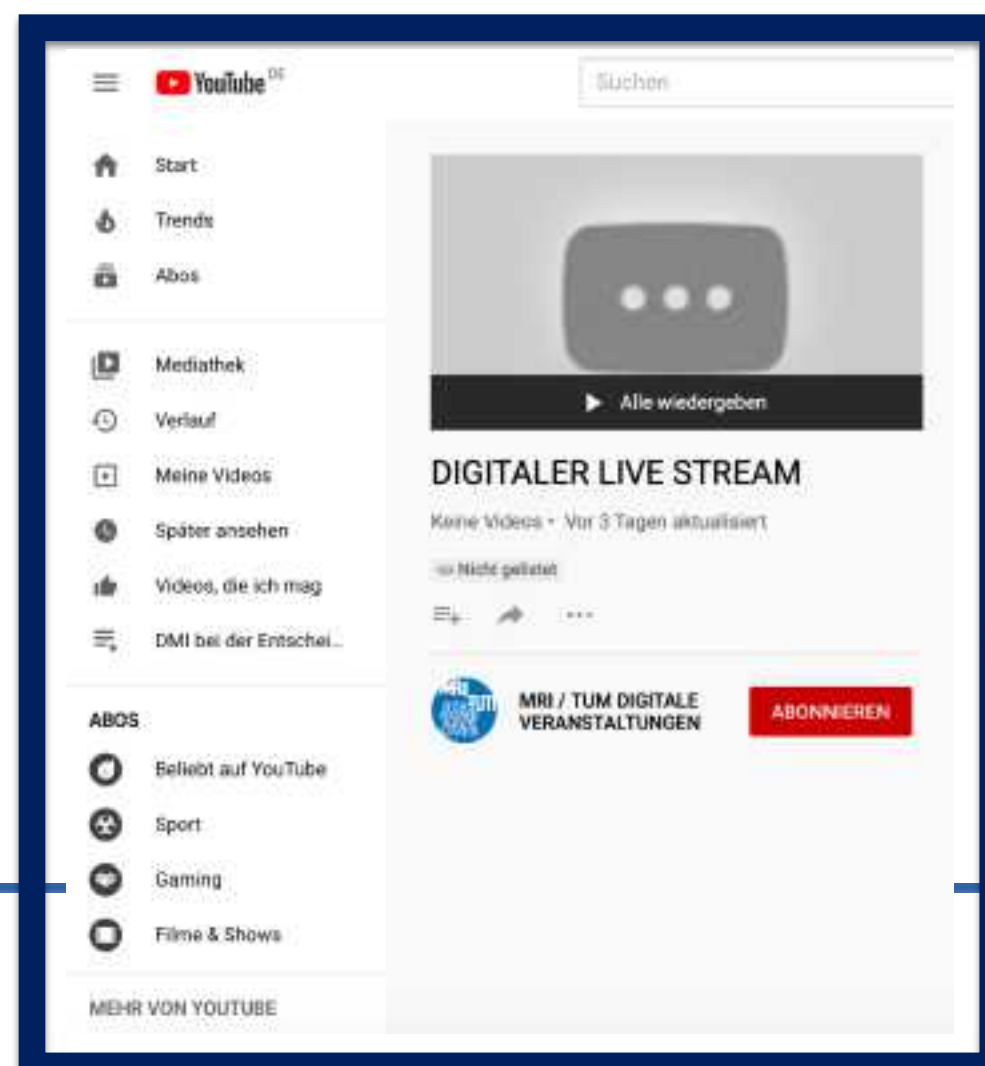 YouTube DE
Suchen
Start
Trends
Abos
Mediathek
Verlauf
Meine Videos
Später ansehen
Videos, die ich mag
DMI bei der Entschei...
ABOS
Beliebt auf YouTube
Sport
Gaming
Filme & Shows
MEHR VON YOUTUBE
Alle wiedergeben
DIGITALER LIVE STREAM
Keine Videos • Vor 3 Tagen aktualisiert
Nicht gelistet
MRI / TUM DIGITALE
VERANSTALTUNGEN
ABONNIEREN